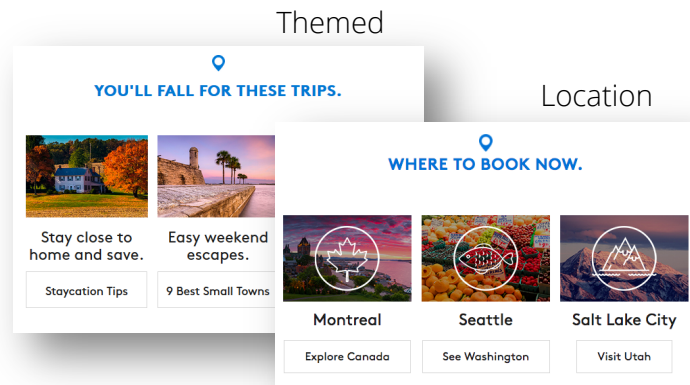 Themed
YOU'LL FALL FOR THESE TRIPS.
Stay close to
home and save.
Staycation Tips
Easy weekend
escapes.
9 Best Small Towns
Location
WHERE TO BOOK NOW.
Montreal
Explore Canada
Seattle
See Washington
Salt Lake City
Visit Utah